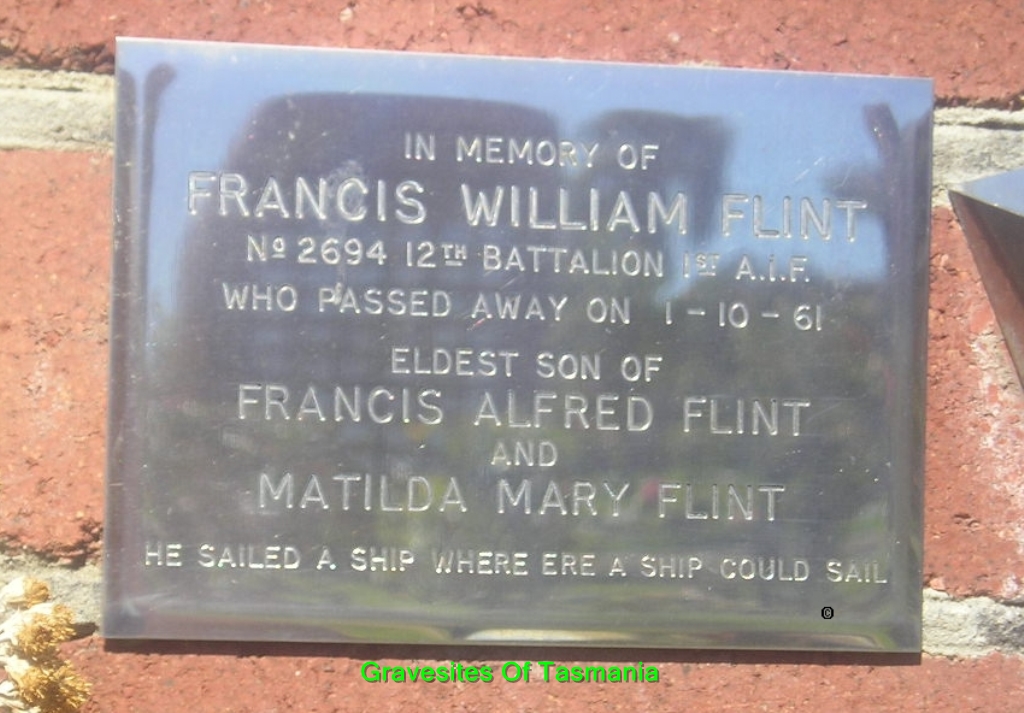 IN MEMORY OF
FRANCIS WILLIAM FLINT
Nº 2694 12TH BATTALION 1ST A.I.F.
WHO PASSED AWAY ON 1-10-61
ELDEST SON OF
FRANCIS ALFRED FLINT
AND
MATILDA MARY FLINT
HE SAILED A SHIP WHERE ERE A SHIP COULD SAIL
©
Gravesites Of Tasmania